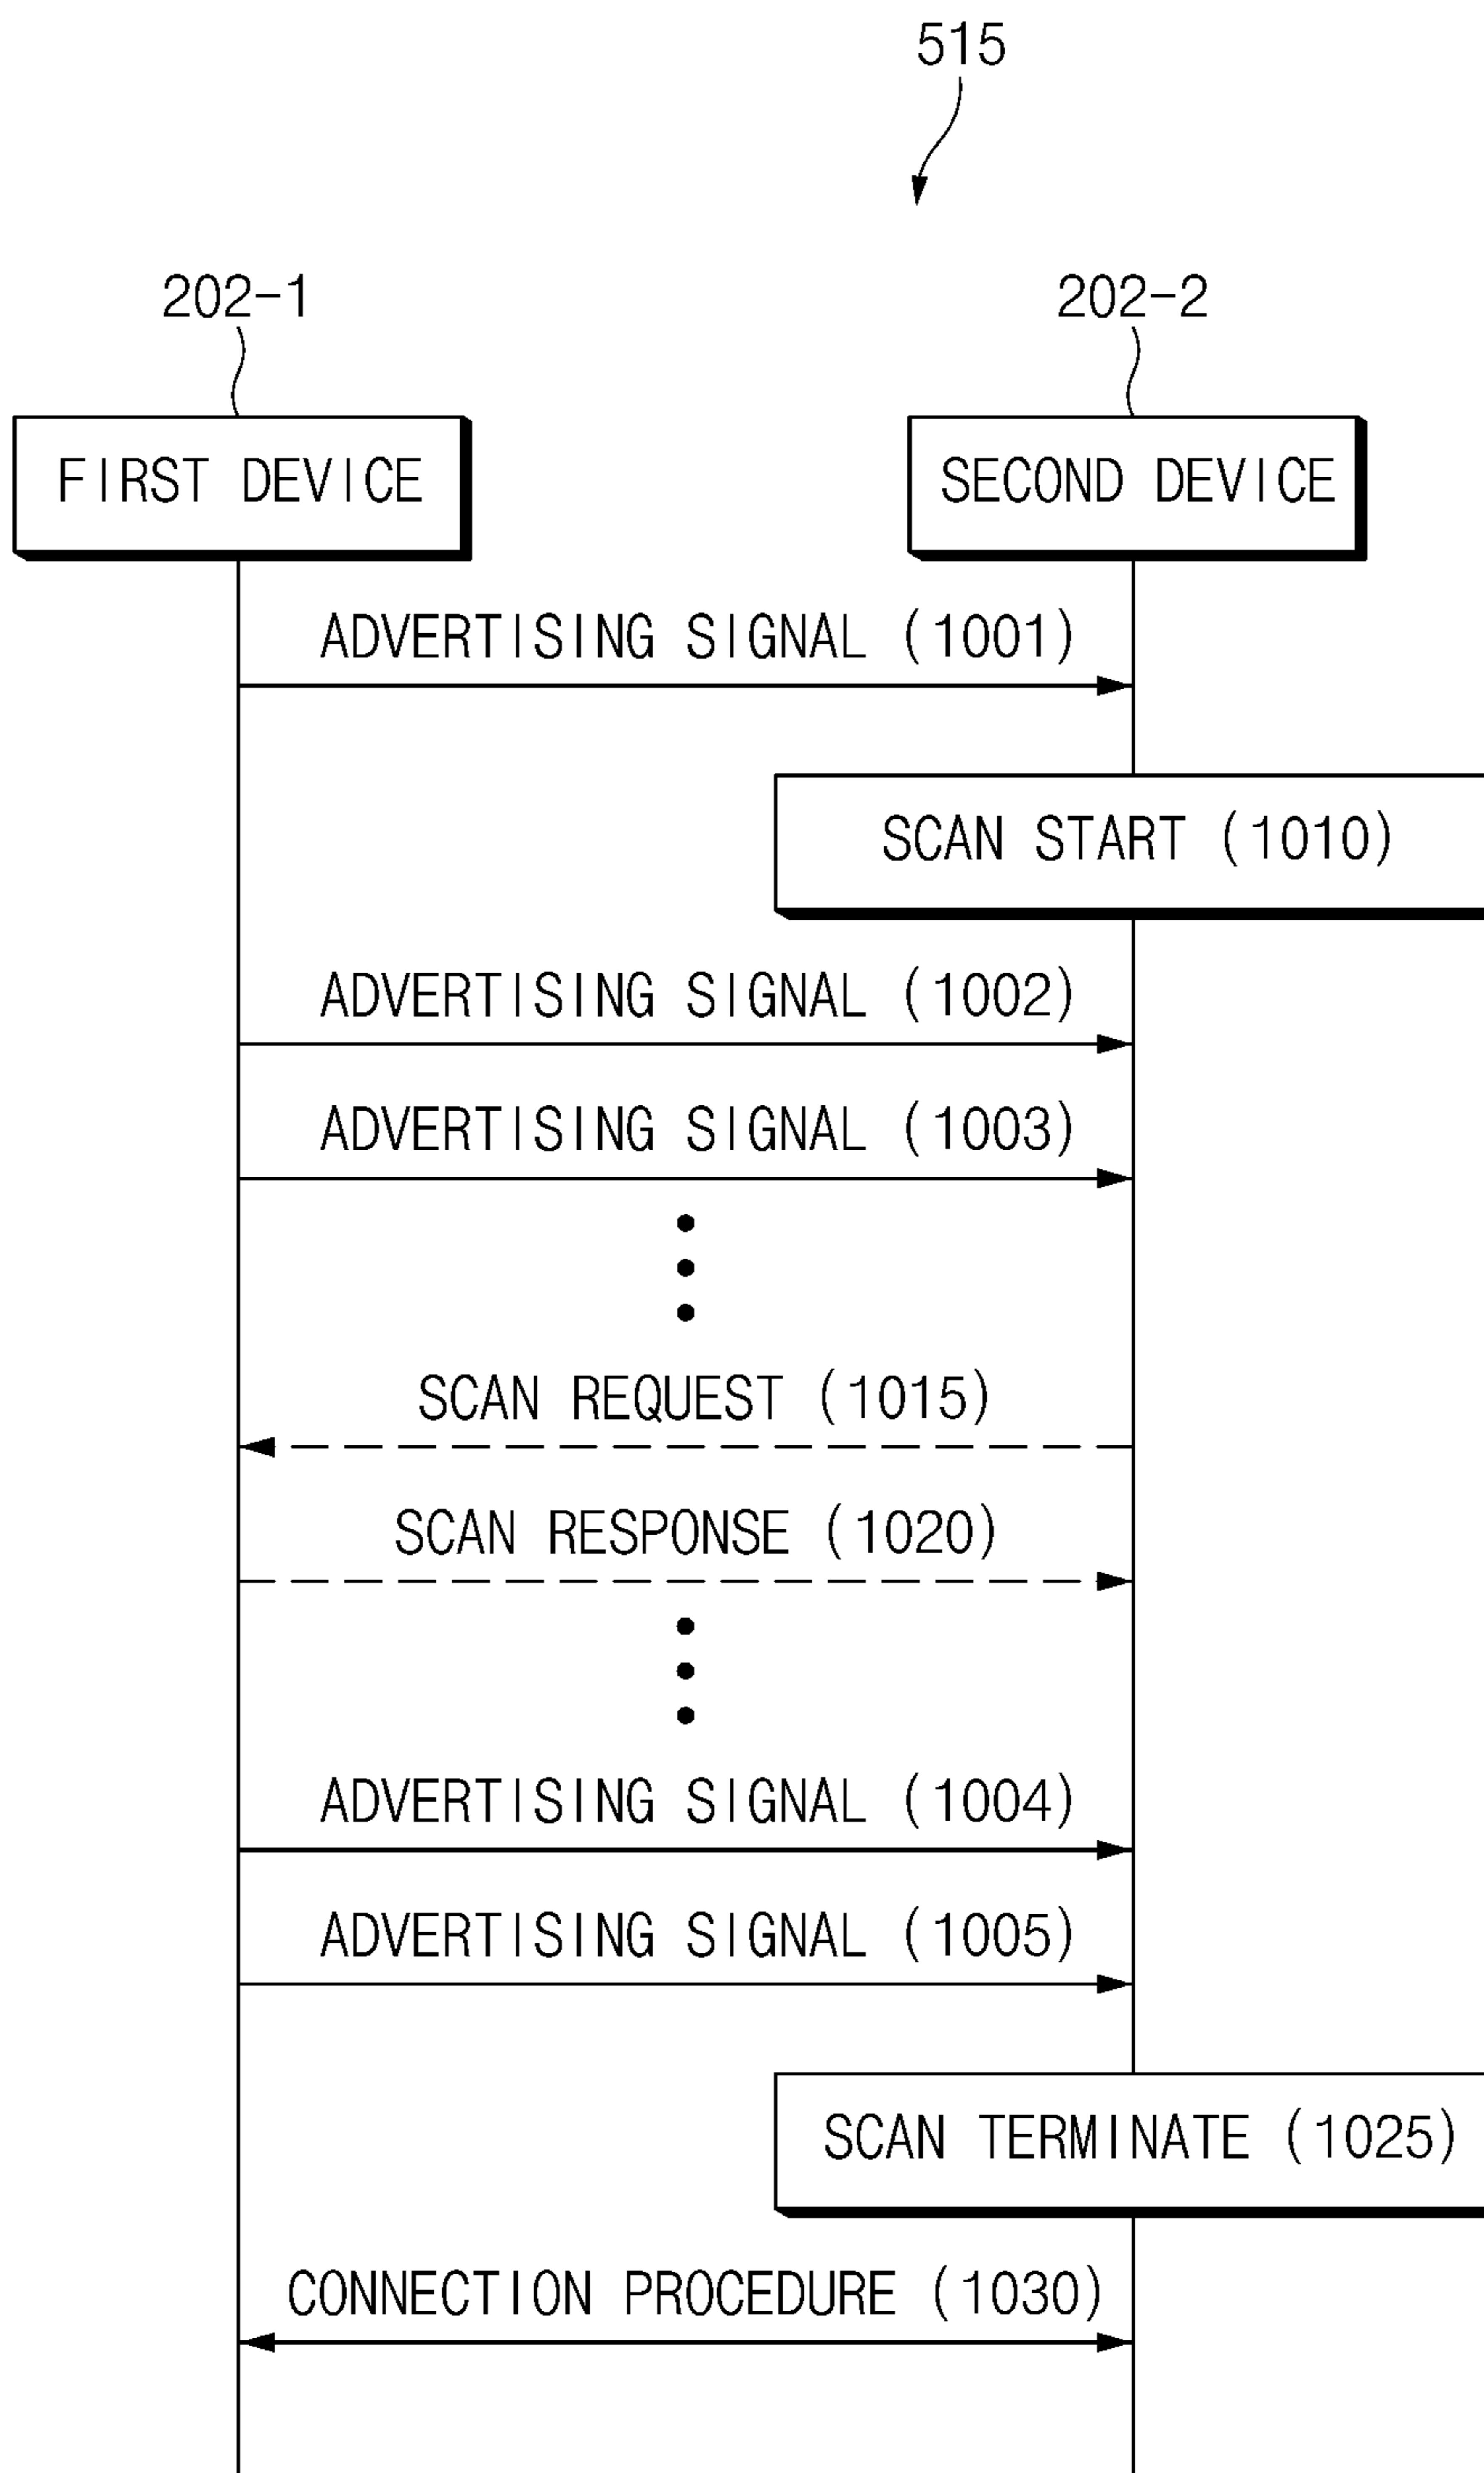 515
202-1
202-2
FIRST DEVICE
SECOND DEVICE
ADVERTISING SIGNAL (1001)
SCAN START (1010)
ADVERTISING SIGNAL (1002)
ADVERTISING SIGNAL (1003)
SCAN REQUEST (1015)
SCAN RESPONSE (1020)
ADVERTISING SIGNAL (1004)
ADVERTISING SIGNAL (1005)
SCAN TERMINATE (1025)
CONNECTION PROCEDURE (1030)